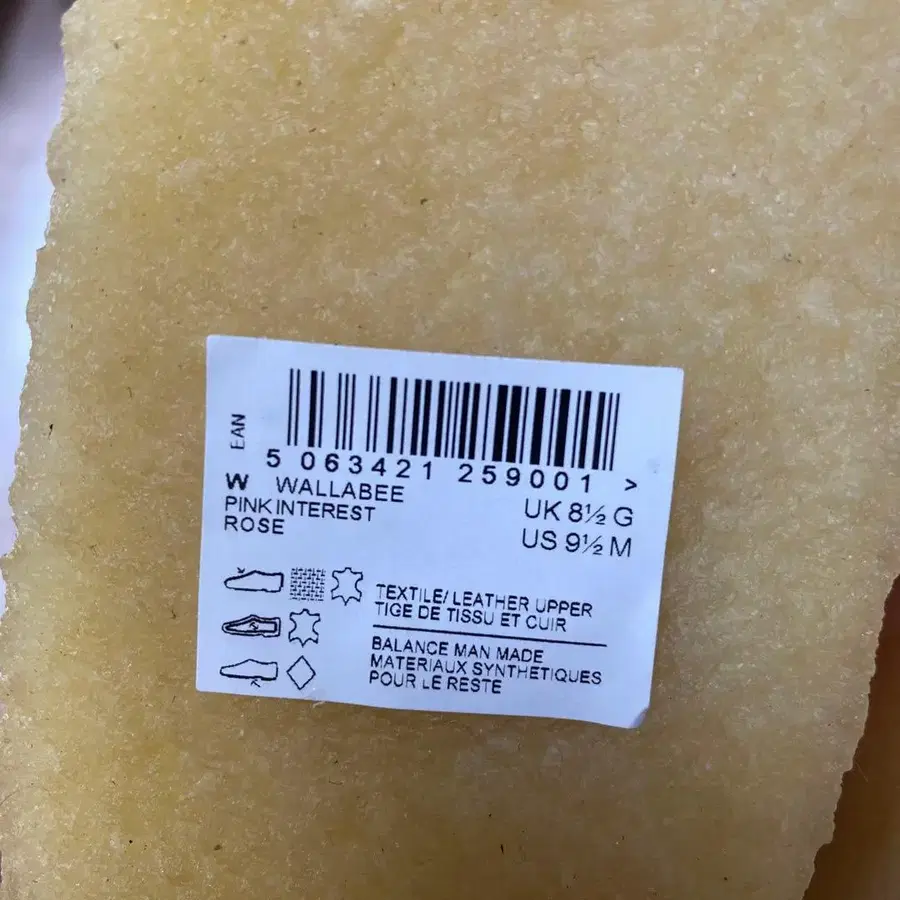 EAN
5 063421 259001 >
W WALLABEE
PINK INTEREST
ROSE
UK 8½ G
US 9½ M
TEXTILE/ LEATHER UPPER
TIGE DE TISSU ET CUIR
BALANCE MAN MADE
MATERIAUX SYNTHETIQUES
POUR LE RESTE